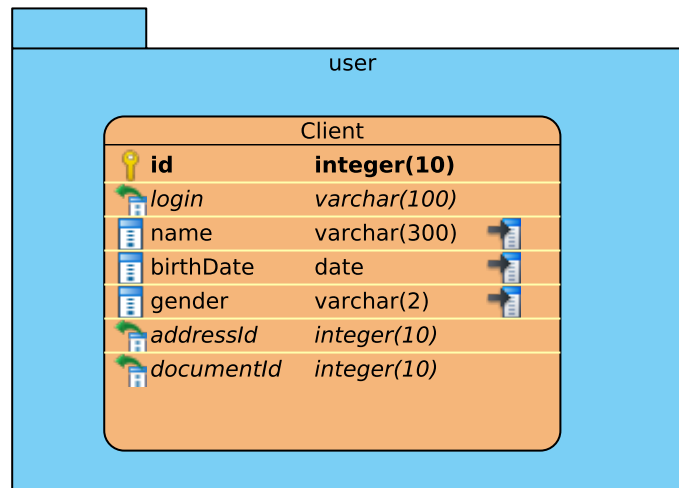 user
Client
id integer(10)
login varchar(100)
name varchar(300)
birthDate date
gender varchar(2)
addressId integer(10)
documentId integer(10)